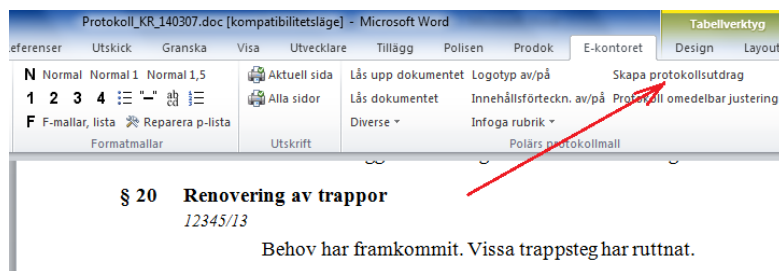 Protokoll_KR_140307.doc [kompatibilitetsläge] - Microsoft Word Tabellverktyg
eferenser Utskick Granska Visa Utvecklare Tillägg Polisen Prodok E-kontoret Design Layout
N Normal Normal 1 Normal 1,5 Aktuell sida Lås upp dokumentet Logotyp av/på Skapa protokollsutdrag
1 2 3 4 "–" ab cd Alla sidor Lås dokumentet Innehållsförteckn. av/på Protokoll omedelbar justering
F F-mallar, lista Reparera p-lista Diverse Infoga rubrik
Formatmallar Utskrift Polärs protokollmall
§ 20 Renovering av trappor
12345/13
Behov har framkommit. Vissa trappsteg har ruttnat.